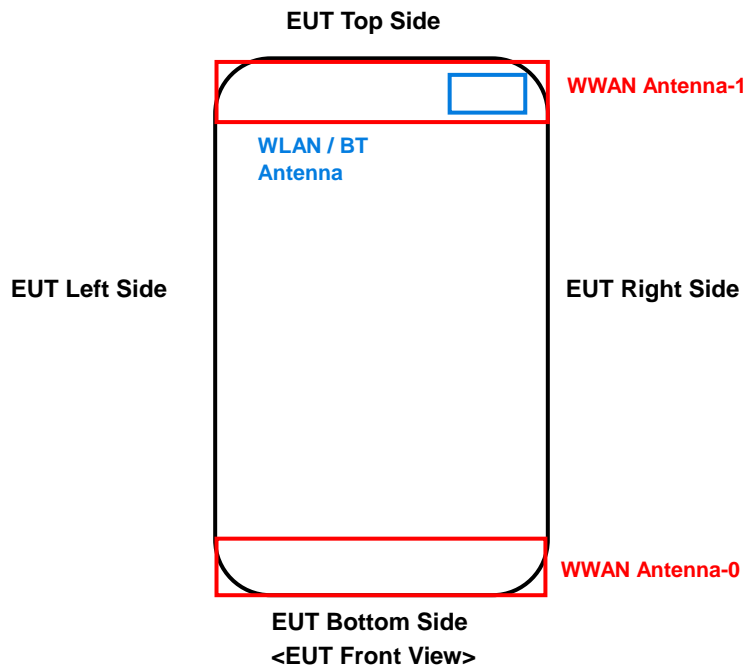 EUT Top Side
WWAN Antenna-1
WLAN / BT
Antenna
EUT Left Side
EUT Right Side
WWAN Antenna-0
EUT Bottom Side
<EUT Front View>